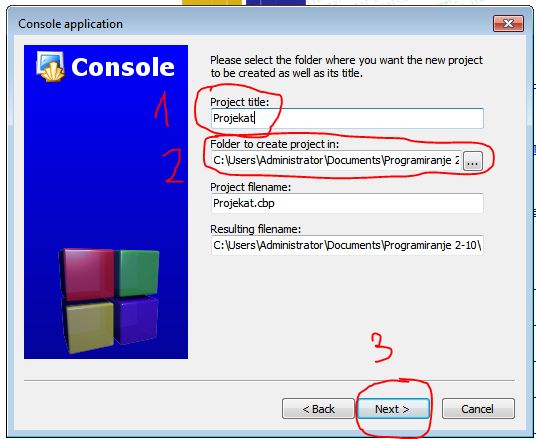 Console application
Console
Please select the folder where you want the new project
to be created as well as its title.
1
Project title:
Projekat
2
Folder to create project in:
C:\Users\Administrator\Documents\Programiranje 2
...
Project filename:
Projekat.cbp
Resulting filename:
C:\Users\Administrator\Documents\Programiranje 2-10\
3
< Back
Next >
Cancel